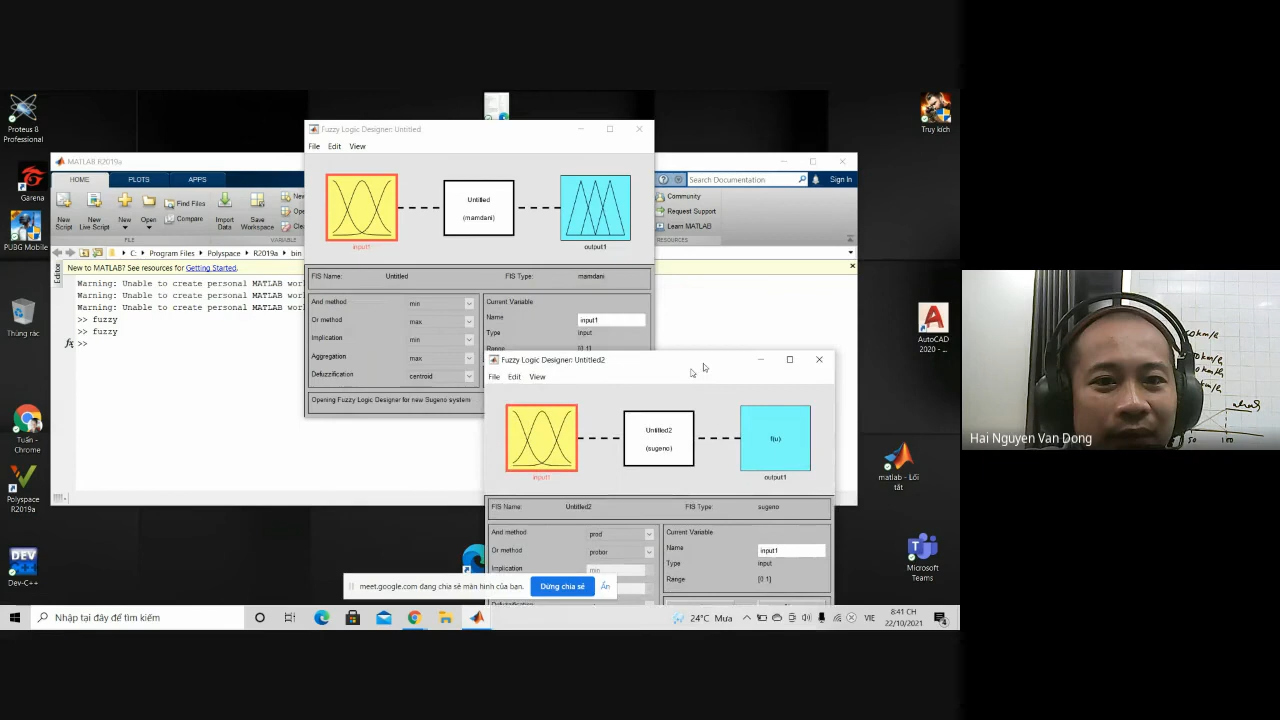 Proteus 8
Professional
Garena
PUBG Mobile
Thùng rác
Tuấn -
Chrome
Polyspace
R2019a
Dev-C++
Truy kích
AutoCAD
2020 - ...
matlab - Lối
tắt
Microsoft
Teams
MATLAB R2019a
HOME
PLOTS
APPS
Search Documentation
Sign In
New
Script
New
Live Script
New
Open
Find Files
Compare
Import
Data
Save
Workspace
FILE
VARIABLE
Community
Request Support
Learn MATLAB
RESOURCES
C: Program Files Polyspace R2019a bin
Editor
New to MATLAB? See resources for Getting Started.
Warning: Unable to create personal MATLAB
Warning: Unable to create personal MATLAB
Warning: Unable to create personal MATLAB
>> fuzzy
>> fuzzy
fx >>
Fuzzy Logic Designer: Untitled
File Edit View
Untitled
(mamdani)
input1
output1
FIS Name: Untitled FIS Type: mamdani
And method min
Or method max
Implication min
Aggregation max
Defuzzification centroid
Current Variable
Name input1
Type input
Range [0 1]
Opening Fuzzy Logic Designer for new Sugeno system
Fuzzy Logic Designer: Untitled2
File Edit View
Untitled2
(sugeno)
f(u)
input1
output1
FIS Name: Untitled2 FIS Type: sugeno
And method prod
Or method probor
Implication min
Current Variable
Name input1
Type input
Range [0 1]
meet.google.com đang chia sẻ màn hình của bạn. Dừng chia sẻ Ẩn
Nhập tại đây để tìm kiếm
24°C Mưa
VIE
8:41 CH
22/10/2021
4
Hai Nguyen Van Dong